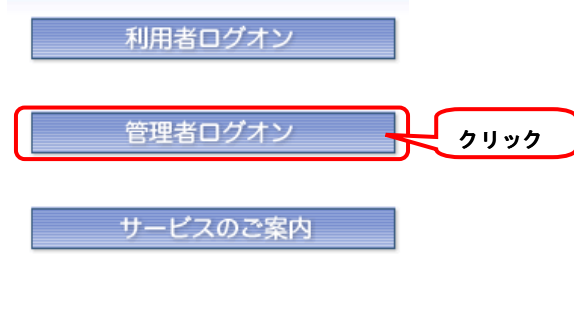 利用者ログオン
管理者ログオン
クリック
サービスのご案内